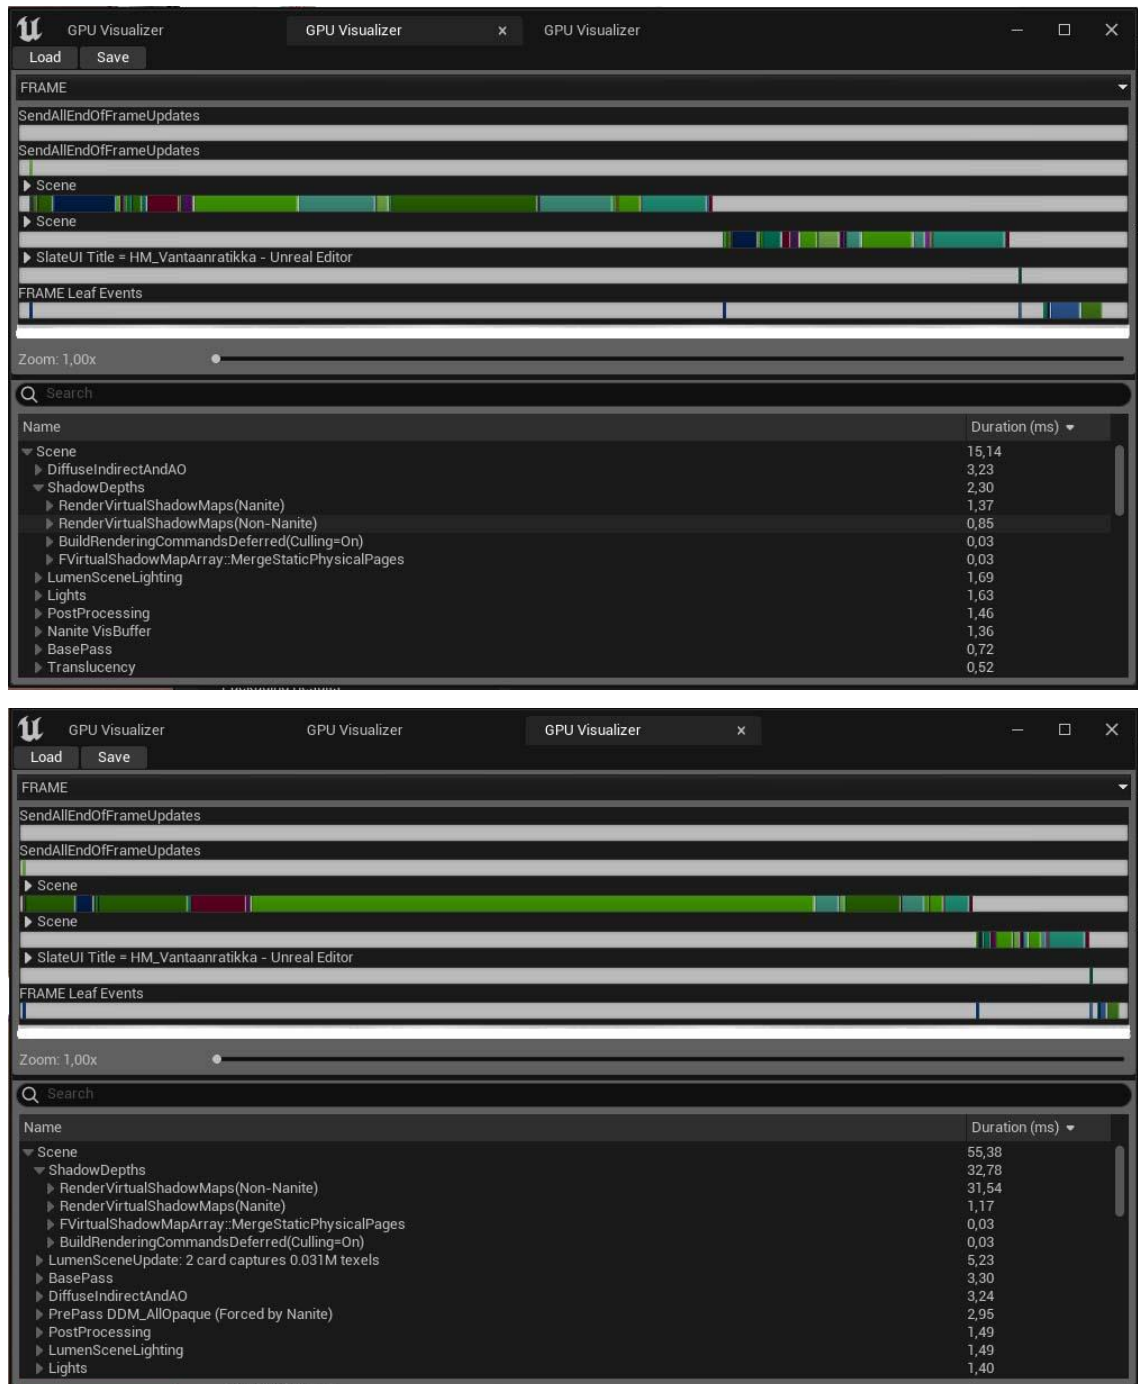 GPU Visualizer GPU Visualizer x GPU Visualizer
Load Save
FRAME
SendAllEndOfFrameUpdates
SendAllEndOfFrameUpdates
Scene
Scene
SlateUI Title = HM_Vantaanratikka - Unreal Editor
FRAME Leaf Events
Zoom: 1,00x
Search
Name Duration (ms)
Scene 15,14
DiffuseIndirectAndAO 3,23
ShadowDepths 2,30
RenderVirtualShadowMaps(Nanite) 1,37
RenderVirtualShadowMaps(Non-Nanite) 0,85
BuildRenderingCommandsDeferred(Culling=On) 0,03
FVirtualShadowMapArray::MergeStaticPhysicalPages 0,03
LumenSceneLighting 1,69
Lights 1,63
PostProcessing 1,46
Nanite VisBuffer 1,36
BasePass 0,72
Translucency 0,52
GPU Visualizer GPU Visualizer GPU Visualizer x
Load Save
FRAME
SendAllEndOfFrameUpdates
SendAllEndOfFrameUpdates
Scene
Scene
SlateUI Title = HM_Vantaanratikka - Unreal Editor
FRAME Leaf Events
Zoom: 1,00x
Search
Name Duration (ms)
Scene 55,38
ShadowDepths 32,78
RenderVirtualShadowMaps(Non-Nanite) 31,54
RenderVirtualShadowMaps(Nanite) 1,17
FVirtualShadowMapArray::MergeStaticPhysicalPages 0,03
BuildRenderingCommandsDeferred(Culling=On) 0,03
LumenSceneUpdate: 2 card captures 0.031M texels 5,23
BasePass 3,30
DiffuseIndirectAndAO 3,24
PrePass DDM_AllOpaque (Forced by Nanite) 2,95
PostProcessing 1,49
LumenSceneLighting 1,49
Lights 1,40